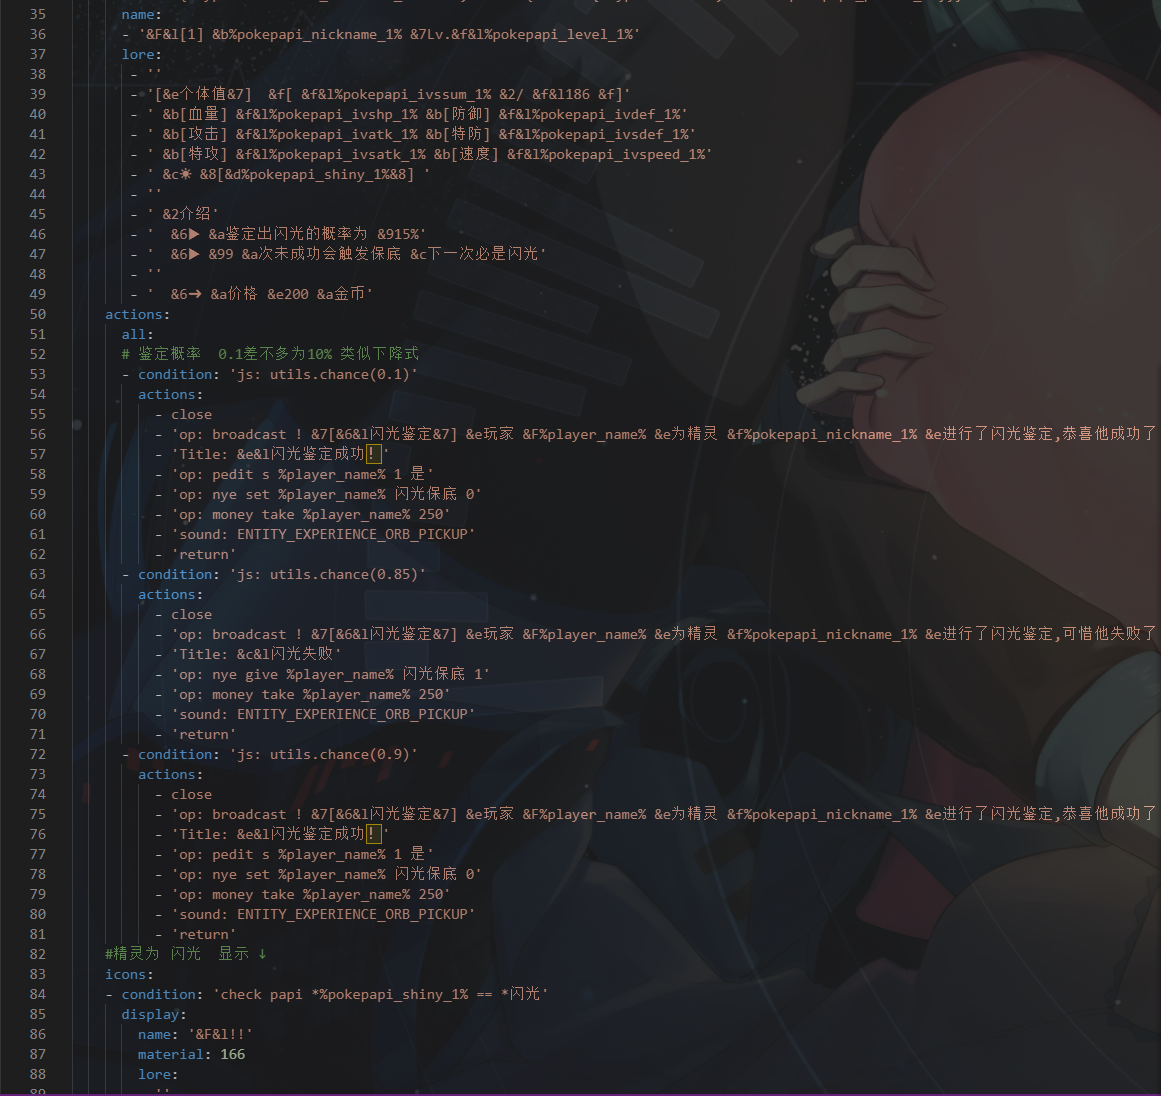 35 name:
36 - '&F&l[1] &b%pokepapi_nickname_1% &7Lv.&f&l%pokepapi_level_1%'
37 lore:
38 - ''
39 - '[&e个体值&7]  &f[ &f&l%pokepapi_ivssum_1% &2/ &f&l186 &f]'
40 - ' &b[血量] &f&l%pokepapi_ivshp_1% &b[防御] &f&l%pokepapi_ivdef_1%'
41 - ' &b[攻击] &f&l%pokepapi_ivatk_1% &b[特防] &f&l%pokepapi_ivsdef_1%'
42 - ' &b[特攻] &f&l%pokepapi_ivsatk_1% &b[速度] &f&l%pokepapi_ivspeed_1%'
43 - ' &c☀ &8[&d%pokepapi_shiny_1%&8] '
44 - ''
45 - ' &2介绍'
46 - '  &6▶ &a鉴定出闪光的概率为 &915%'
47 - '  &6▶ &99 &a次未成功会触发保底 &c下一次必是闪光'
48 - ''
49 - '  &6➜ &a价格 &e200 &a金币'
50 actions:
51 all:
52 # 鉴定概率  0.1差不多为10% 类似下降式
53 - condition: 'js: utils.chance(0.1)'
54 actions:
55 - close
56 - 'op: broadcast ! &7[&6&l闪光鉴定&7] &e玩家 &F%player_name% &e为精灵 &f%pokepapi_nickname_1% &e进行了闪光鉴定,恭喜他成功了
57 - 'Title: &e&l闪光鉴定成功！'
58 - 'op: pedit s %player_name% 1 是'
59 - 'op: nye set %player_name% 闪光保底 0'
60 - 'op: money take %player_name% 250'
61 - 'sound: ENTITY_EXPERIENCE_ORB_PICKUP'
62 - 'return'
63 - condition: 'js: utils.chance(0.85)'
64 actions:
65 - close
66 - 'op: broadcast ! &7[&6&l闪光鉴定&7] &e玩家 &F%player_name% &e为精灵 &f%pokepapi_nickname_1% &e进行了闪光鉴定,可惜他失败了
67 - 'Title: &c&l闪光失败'
68 - 'op: nye give %player_name% 闪光保底 1'
69 - 'op: money take %player_name% 250'
70 - 'sound: ENTITY_EXPERIENCE_ORB_PICKUP'
71 - 'return'
72 - condition: 'js: utils.chance(0.9)'
73 actions:
74 - close
75 - 'op: broadcast ! &7[&6&l闪光鉴定&7] &e玩家 &F%player_name% &e为精灵 &f%pokepapi_nickname_1% &e进行了闪光鉴定,恭喜他成功了
76 - 'Title: &e&l闪光鉴定成功！'
77 - 'op: pedit s %player_name% 1 是'
78 - 'op: nye set %player_name% 闪光保底 0'
79 - 'op: money take %player_name% 250'
80 - 'sound: ENTITY_EXPERIENCE_ORB_PICKUP'
81 - 'return'
82 #精灵为 闪光  显示 ↓
83 icons:
84 - condition: 'check papi *%pokepapi_shiny_1% == *闪光'
85 display:
86 name: '&F&l!!'
87 material: 166
88 lore: